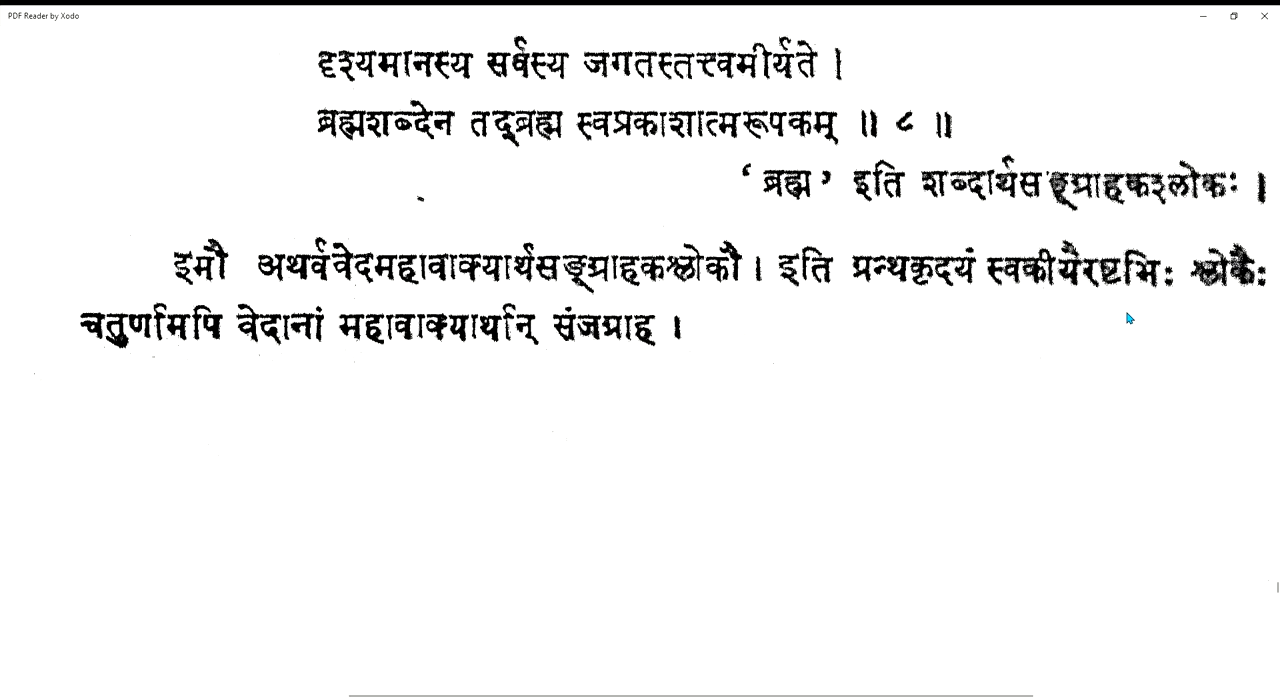 PDF Reader by Xodo
दृश्यमानस्य सर्वस्य जगतस्तत्त्वमीर्यते ।
ब्रह्मशब्देन तद्ब्रह्म स्वप्रकाशात्मरूपकम् ॥ ८ ॥
‘ ब्रह्म ’ इति शब्दार्थसङ्ग्राहकश्लोकः ।
इमौ अथर्ववेदमहावाक्यार्थसङ्ग्राहकश्लोकौ । इति ग्रन्थकृदयं स्वकीयैरष्टभिः श्लोकैः
चतुर्णामपि वेदानां महावाक्यार्थान् संजग्राह ।